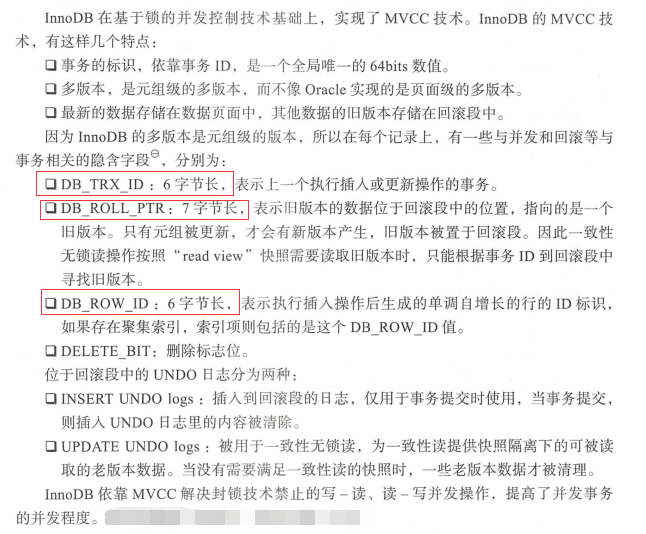 InnoDB 在基于锁的并发控制技术基础上，实现了 MVCC 技术。InnoDB 的 MVCC 技
术，有这样几个特点：
❑ 事务的标识，依靠事务 ID，是一个全局唯一的 64bits 数值。
❑ 多版本，是元组级的多版本，而不像 Oracle 实现的是页面级的多版本。
❑ 最新的数据存储在数据页面中，其他数据的旧版本存储在回滚段中。
因为 InnoDB 的多版本是元组级的版本，所以在每个记录上，有一些与并发和回滚等与
事务相关的隐含字段㊀，分别为：
❑ DB_TRX_ID：6 字节长，表示上一个执行插入或更新操作的事务。
❑ DB_ROLL_PTR：7 字节长，表示旧版本的数据位于回滚段中的位置，指向的是一个
旧版本。只有元组被更新，才会有新版本产生，旧版本被置于回滚段。因此一致性
无锁读操作按照“read view”快照需要读取旧版本时，只能根据事务 ID 到回滚段中
寻找旧版本。
❑ DB_ROW_ID：6 字节长，表示执行插入操作后生成的单调自增长的行的 ID 标识，
如果存在聚集索引，索引项则包括的是这个 DB_ROW_ID 值。
❑ DELETE_BIT：删除标志位。
位于回滚段中的 UNDO 日志分为两种：
❑ INSERT UNDO logs：插入到回滚段的日志，仅用于事务提交时使用，当事务提交，
则插入 UNDO 日志里的内容被清除。
❑ UPDATE UNDO logs：被用于一致性无锁读，为一致性读提供快照隔离下的可被读
取的老版本数据。当没有需要满足一致性读的快照时，一些老版本数据才被清理。
InnoDB 依靠 MVCC 解决封锁技术禁止的写–读、读–写并发操作，提高了并发事务
的并发程度。